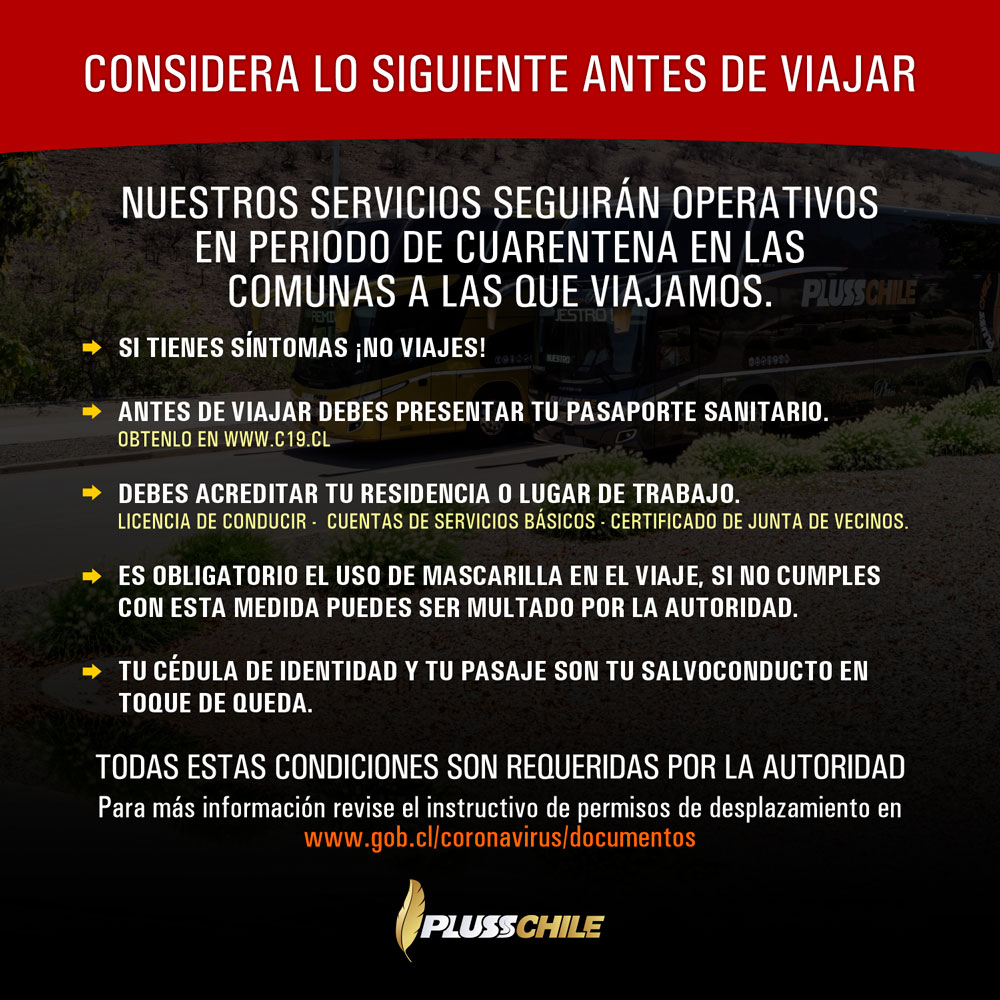 CONSIDERA LO SIGUIENTE ANTES DE VIAJAR
NUESTROS SERVICIOS SEGUIRÁN OPERATIVOS
EN PERIODO DE CUARENTENA EN LAS
COMUNAS A LAS QUE VIAJAMOS.
PLUSSCHILE
SI TIENES SÍNTOMAS ¡NO VIAJES!
ANTES DE VIAJAR DEBES PRESENTAR TU PASAPORTE SANITARIO.
OBTENLO EN WWW.C19.CL
DEBES ACREDITAR TU RESIDENCIA O LUGAR DE TRABAJO.
LICENCIA DE CONDUCIR - CUENTAS DE SERVICIOS BÁSICOS - CERTIFICADO DE JUNTA DE VECINOS.
ES OBLIGATORIO EL USO DE MASCARILLA EN EL VIAJE, SI NO CUMPLES
CON ESTA MEDIDA PUEDES SER MULTADO POR LA AUTORIDAD.
TU CÉDULA DE IDENTIDAD Y TU PASAJE SON TU SALVOCONDUCTO EN
TOQUE DE QUEDA.
TODAS ESTAS CONDICIONES SON REQUERIDAS POR LA AUTORIDAD
Para más información revise el instructivo de permisos de desplazamiento en
www.gob.cl/coronavirus/documentos
PLUSSCHILE